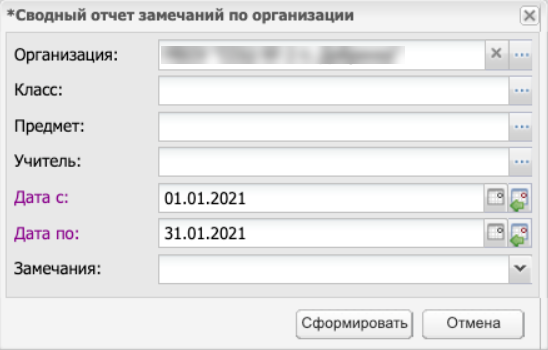 *Сводный отчет замечаний по организации
Организация:
Класс:
Предмет:
Учитель:
Дата с: 01.01.2021
Дата по: 31.01.2021
Замечания:
Сформировать Отмена